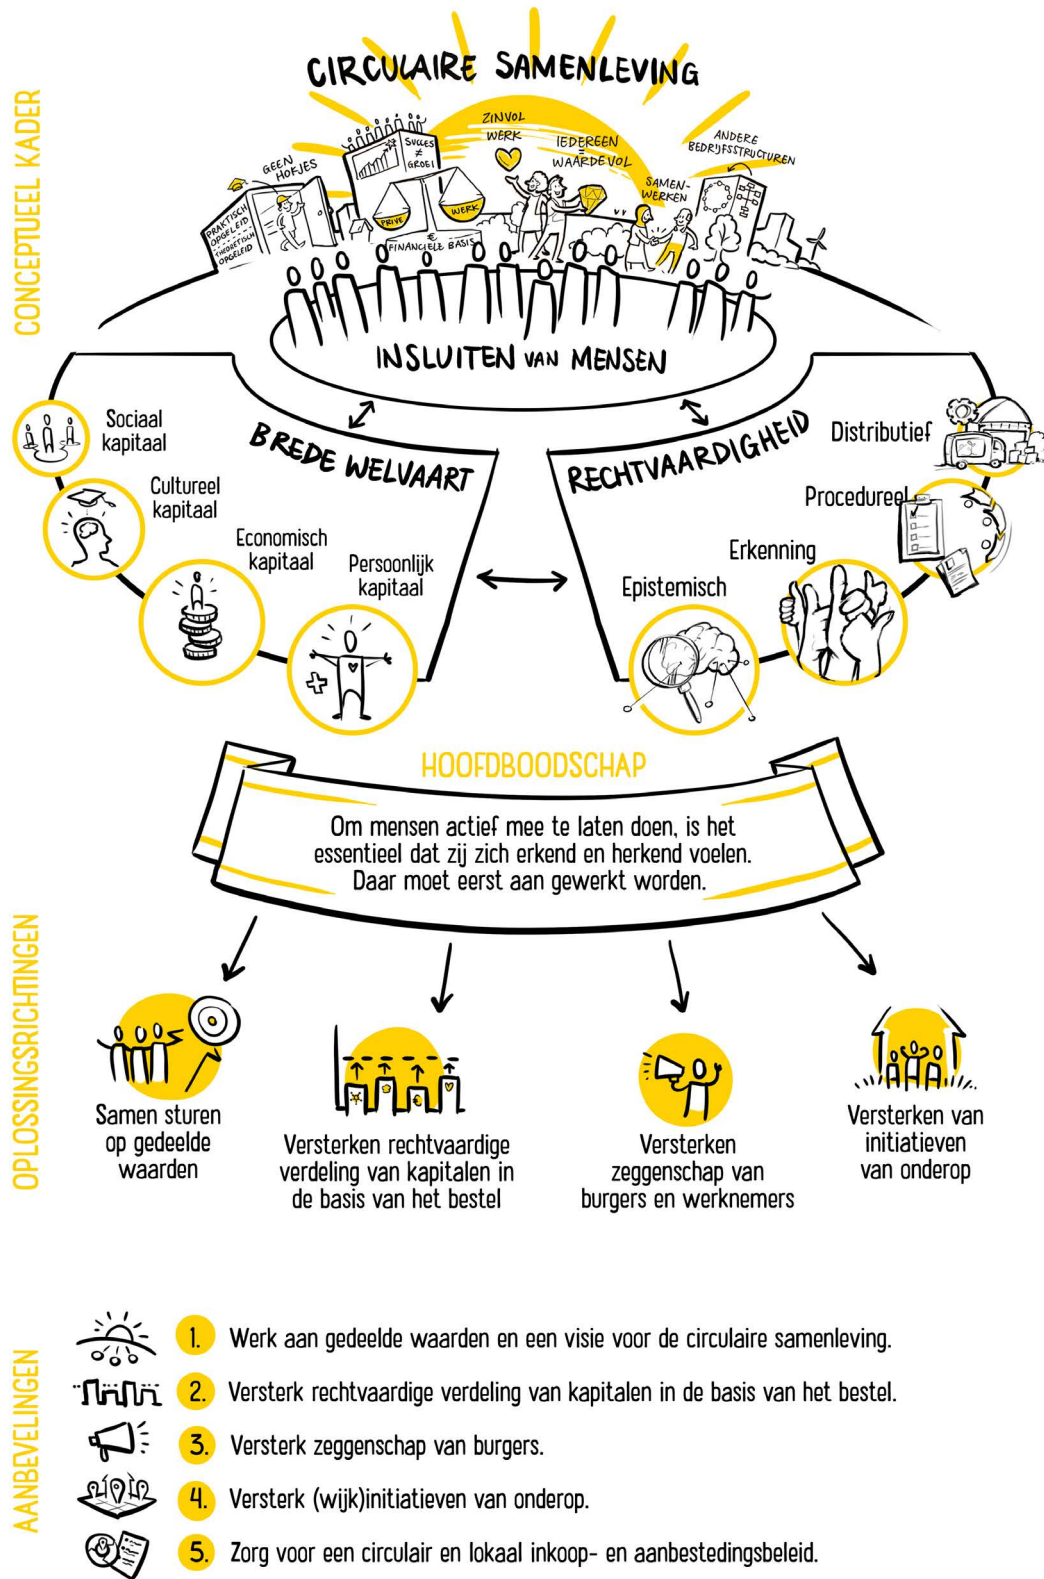 CONCEPTUEEL KADER
CIRCULAIRE SAMENLEVING
GEEN
HOKJES
PRAKTISCH
OPGELEID
THEORETISCH
OPGELEID
SUCCES
≠
GROEI
PRIVÉ
WERK
€
FINANCIËLE BASIS
ZINVOL
WERK
IEDEREEN
=
WAARDEVOL
SAMEN-
WERKEN
ANDERE
BEDRIJFSSTRUCTUREN
INSLUITEN VAN MENSEN
BREDE WELVAART
Sociaal
kapitaal
Cultureel
kapitaal
Economisch
kapitaal
Persoonlijk
kapitaal
RECHTVAARDIGHEID
Distributief
Procedureel
Erkenning
Epistemisch
HOOFDBOODSCHAP
Om mensen actief mee te laten doen, is het
essentieel dat zij zich erkend en herkend voelen.
Daar moet eerst aan gewerkt worden.
OPLOSSINGSRICHTINGEN
Samen sturen
op gedeelde
waarden
€
Versterken rechtvaardige
verdeling van kapitalen in
de basis van het bestel
Versterken
zeggenschap van
burgers en werknemers
Versterken van
initiatieven
van onderop
AANBEVELINGEN
1. Werk aan gedeelde waarden en een visie voor de circulaire samenleving.
2. Versterk rechtvaardige verdeling van kapitalen in de basis van het bestel.
3. Versterk zeggenschap van burgers.
4. Versterk (wijk)initiatieven van onderop.
5. Zorg voor een circulair en lokaal inkoop- en aanbestedingsbeleid.